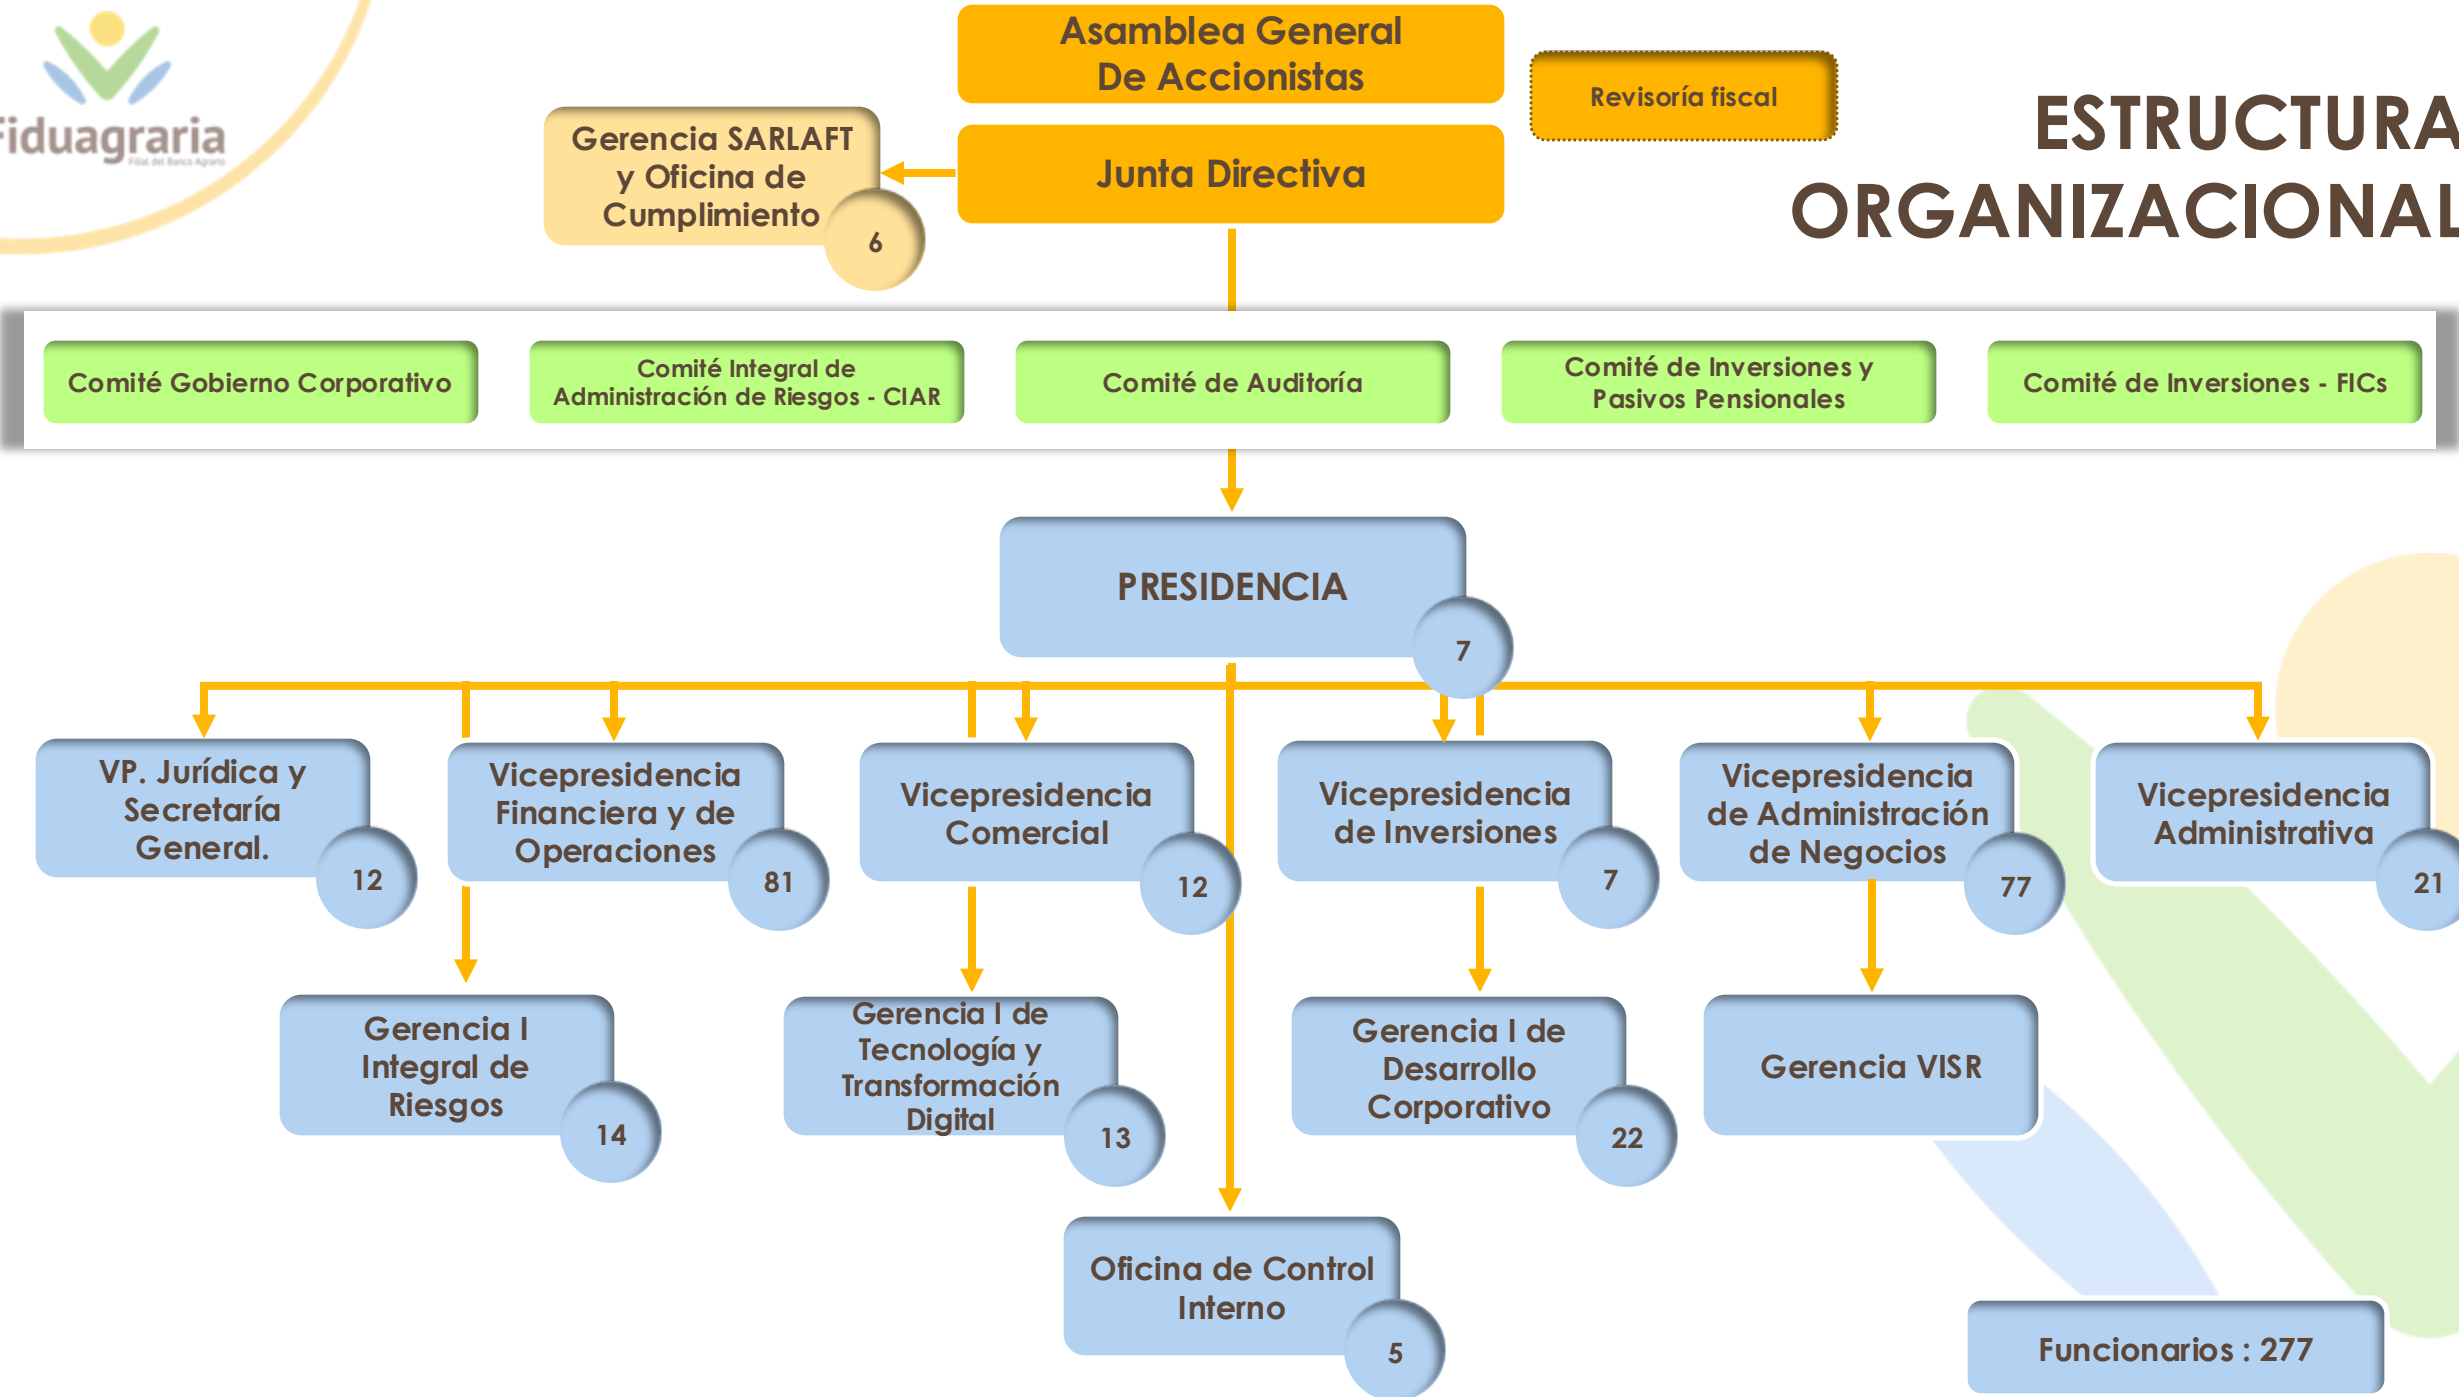 Fiduagraria
Filial del Banco Agrario
Asamblea General
De Accionistas
Revisoría fiscal
ESTRUCTURA
ORGANIZACIONAL
Gerencia SARLAFT
y Oficina de
Cumplimiento
6
Junta Directiva
Comité Gobierno Corporativo
Comité Integral de
Administración de Riesgos - CIAR
Comité de Auditoría
Comité de Inversiones y
Pasivos Pensionales
Comité de Inversiones - FICs
PRESIDENCIA
7
VP. Jurídica y
Secretaría
General.
12
Vicepresidencia
Financiera y de
Operaciones
81
Vicepresidencia
Comercial
12
Vicepresidencia
de Inversiones
7
Vicepresidencia
de Administración
de Negocios
77
Vicepresidencia
Administrativa
21
Gerencia I
Integral de
Riesgos
14
Gerencia I de
Tecnología y
Transformación
Digital
13
Gerencia I de
Desarrollo
Corporativo
22
Gerencia VISR
Oficina de Control
Interno
5
Funcionarios : 277